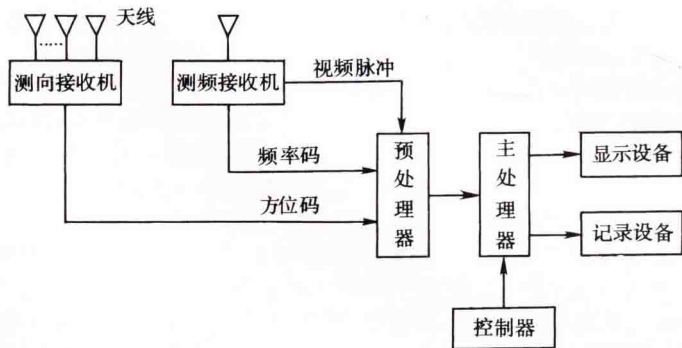 天线
测向接收机
测频接收机
视频脉冲
频率码
方位码
预处理器
主处理器
显示设备
记录设备
控制器